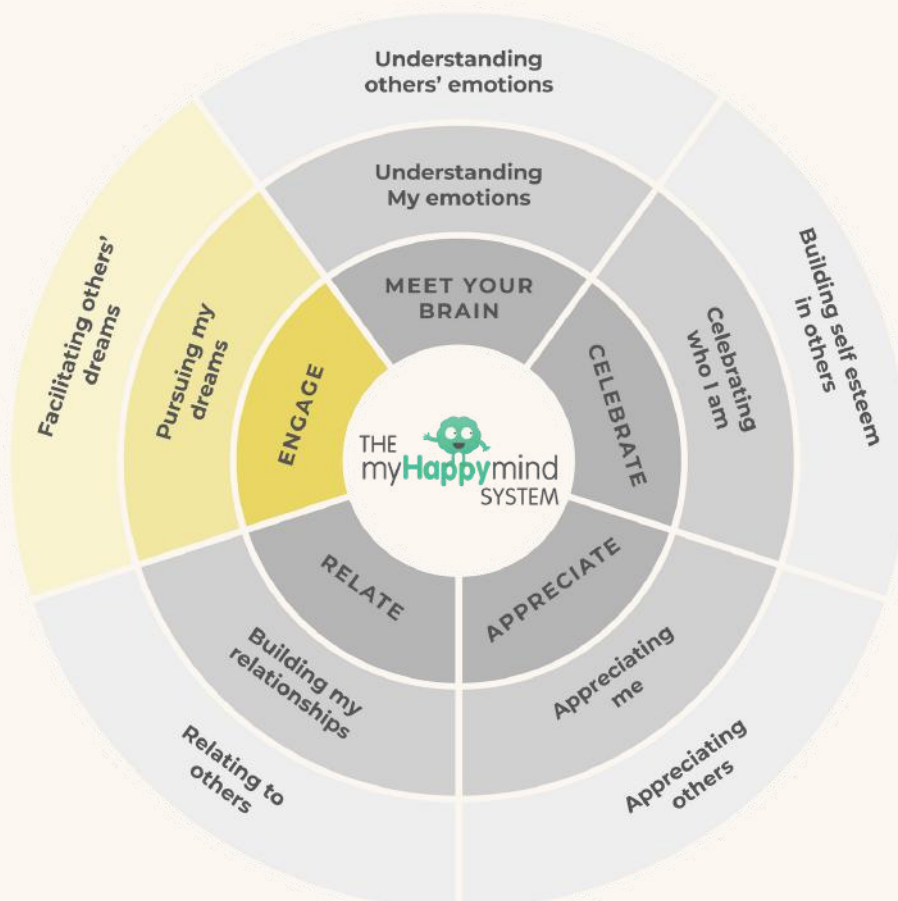 Understanding
others’ emotions
Understanding
My emotions
MEET YOUR
BRAIN
Building self esteem
in others
Celebrating
who I am
CELEBRATE
Appreciating
others
Appreciating
me
APPRECIATE
Relating to
others
Building my
relationships
RELATE
Facilitating others’
dreams
Pursuing my
dreams
ENGAGE
THE
myHappymind
SYSTEM